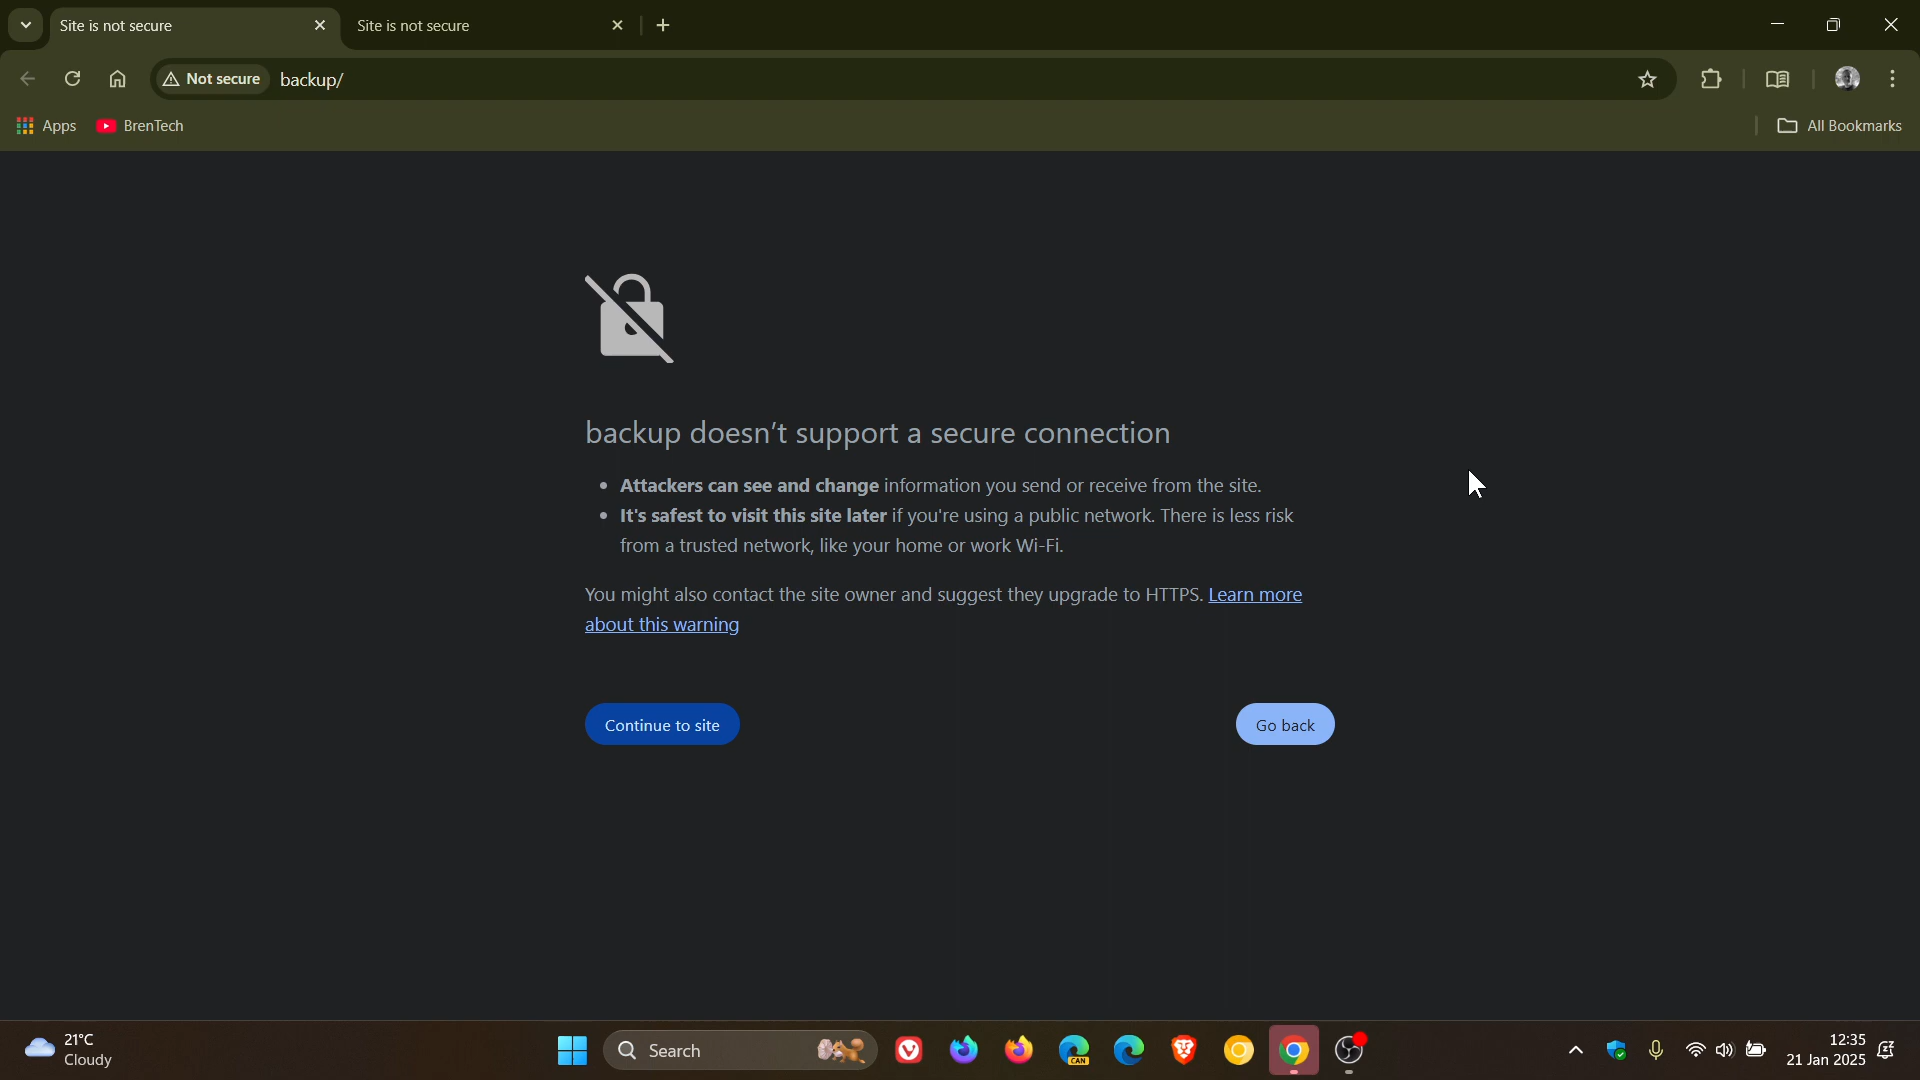 Site is not secure
Site is not secure
Not secure
backup/
Apps
BrenTech
All Bookmarks
backup doesn't support a secure connection
• Attackers can see and change information you send or receive from the site.
• It's safest to visit this site later if you're using a public network. There is less risk
from a trusted network, like your home or work Wi-Fi.
You might also contact the site owner and suggest they upgrade to HTTPS. Learn more
about this warning
Continue to site
Go back
21°C
Cloudy
Search
CAN
12:35
21 Jan 2025